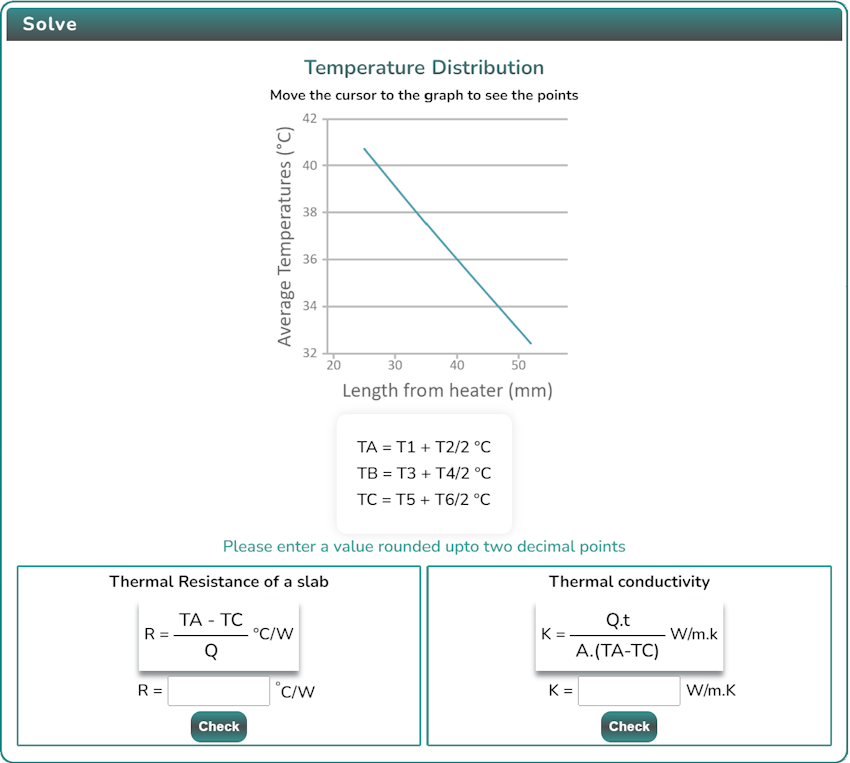 Solve
Temperature Distribution
Move the cursor to the graph to see the points
Average Temperatures (°C)
42
40
38
36
34
32
20 30 40 50
Length from heater (mm)
TA = T1 + T2/2 °C
TB = T3 + T4/2 °C
TC = T5 + T6/2 °C
Please enter a value rounded upto two decimal points
Thermal Resistance of a slab
R = TA - TC / Q °C/W
R = °C/W
Check
Thermal conductivity
K = Q.t / A.(TA-TC) W/m.k
K = W/m.K
Check